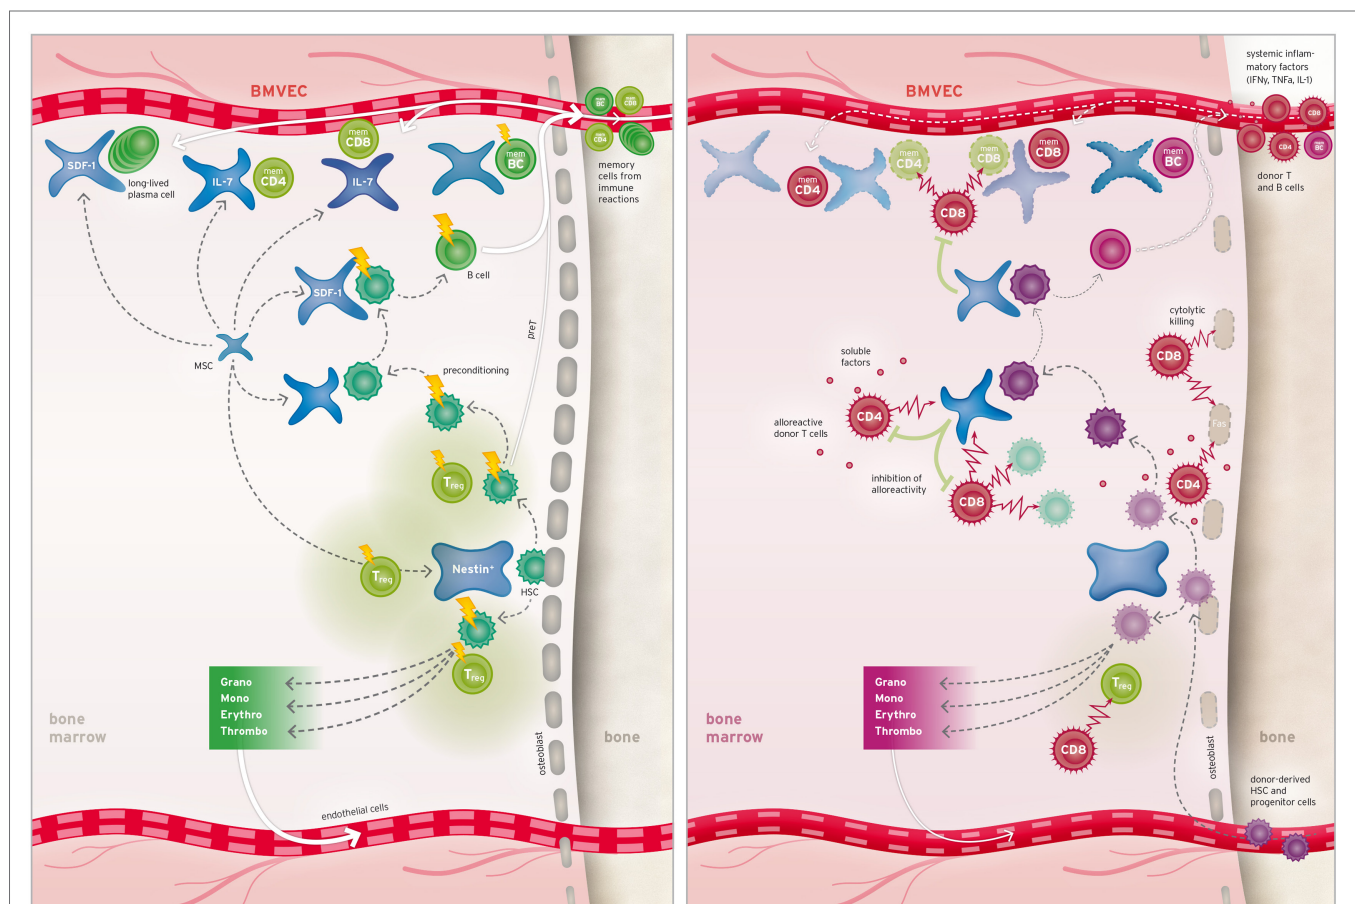 BMVEC
mem
BC
mem
CD8
mem
CD4
memory
cells from
immune
reactions
SDF-1
long-lived
plasma cell
IL-7
mem
CD4
mem
CD8
IL-7
mem
BC
B cell
SDF-1
MSC
preT
preconditioning
Treg
Treg
Nestin+
HSC
Treg
Grano
Mono
Erythro
Thrombo
bone
marrow
osteoblast
bone
endothelial cells
BMVEC
systemic inflam-
matory factors
(IFNγ, TNFa, IL-1)
CD8
CD4
mem
BC
donor T
and B cells
mem
CD4
mem
CD4
mem
CD8
mem
CD8
mem
BC
CD8
cytolytic
killing
CD8
soluble
factors
CD4
alloreactive
donor T cells
Fas
inhibition of
alloreactivity
CD8
CD4
Treg
CD8
Grano
Mono
Erythro
Thrombo
bone
marrow
osteoblast
bone
donor-derived
HSC and
progenitor cells